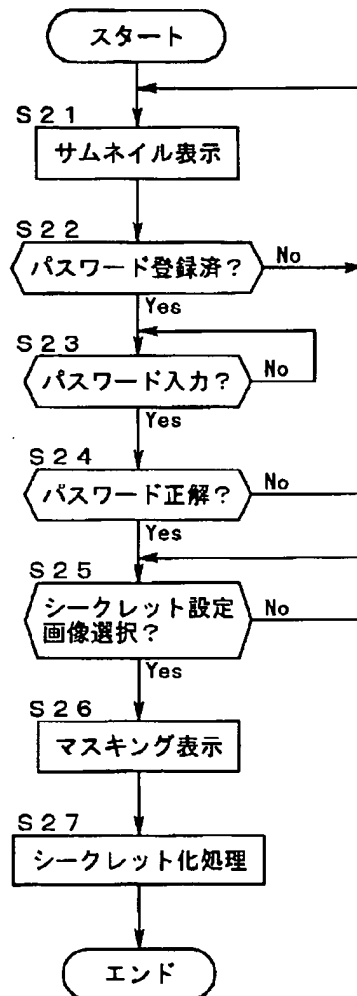 スタート
S21
サムネイル表示
S22
パスワード登録済?
No
Yes
S23
パスワード入力?
No
Yes
S24
パスワード正解?
No
Yes
S25
シークレット設定
画像選択?
No
Yes
S26
マスキング表示
S27
シークレット化処理
エンド